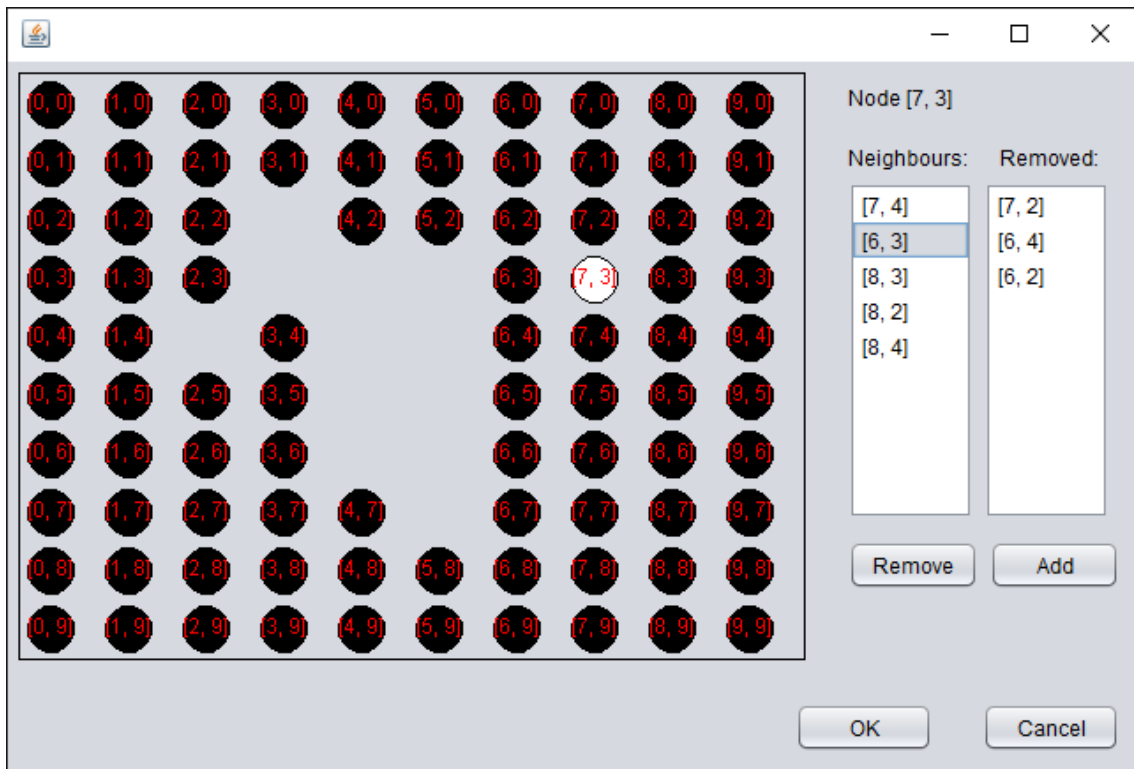 [0, 0] [1, 0] [2, 0] [3, 0] [4, 0] [5, 0] [6, 0] [7, 0] [8, 0] [9, 0]
[0, 1] [1, 1] [2, 1] [3, 1] [4, 1] [5, 1] [6, 1] [7, 1] [8, 1] [9, 1]
[0, 2] [1, 2] [2, 2] [4, 2] [5, 2] [6, 2] [7, 2] [8, 2] [9, 2]
[0, 3] [1, 3] [2, 3] [6, 3] [7, 3] [8, 3] [9, 3]
[0, 4] [1, 4] [3, 4] [6, 4] [7, 4] [8, 4] [9, 4]
[0, 5] [1, 5] [2, 5] [3, 5] [6, 5] [7, 5] [8, 5] [9, 5]
[0, 6] [1, 6] [2, 6] [3, 6] [6, 6] [7, 6] [8, 6] [9, 6]
[0, 7] [1, 7] [2, 7] [3, 7] [4, 7] [6, 7] [7, 7] [8, 7] [9, 7]
[0, 8] [1, 8] [2, 8] [3, 8] [4, 8] [5, 8] [6, 8] [7, 8] [8, 8] [9, 8]
[0, 9] [1, 9] [2, 9] [3, 9] [4, 9] [5, 9] [6, 9] [7, 9] [8, 9] [9, 9]
Node [7, 3]
Neighbours:
[7, 4]
[6, 3]
[8, 3]
[8, 2]
[8, 4]
Removed:
[7, 2]
[6, 4]
[6, 2]
Remove
Add
OK
Cancel